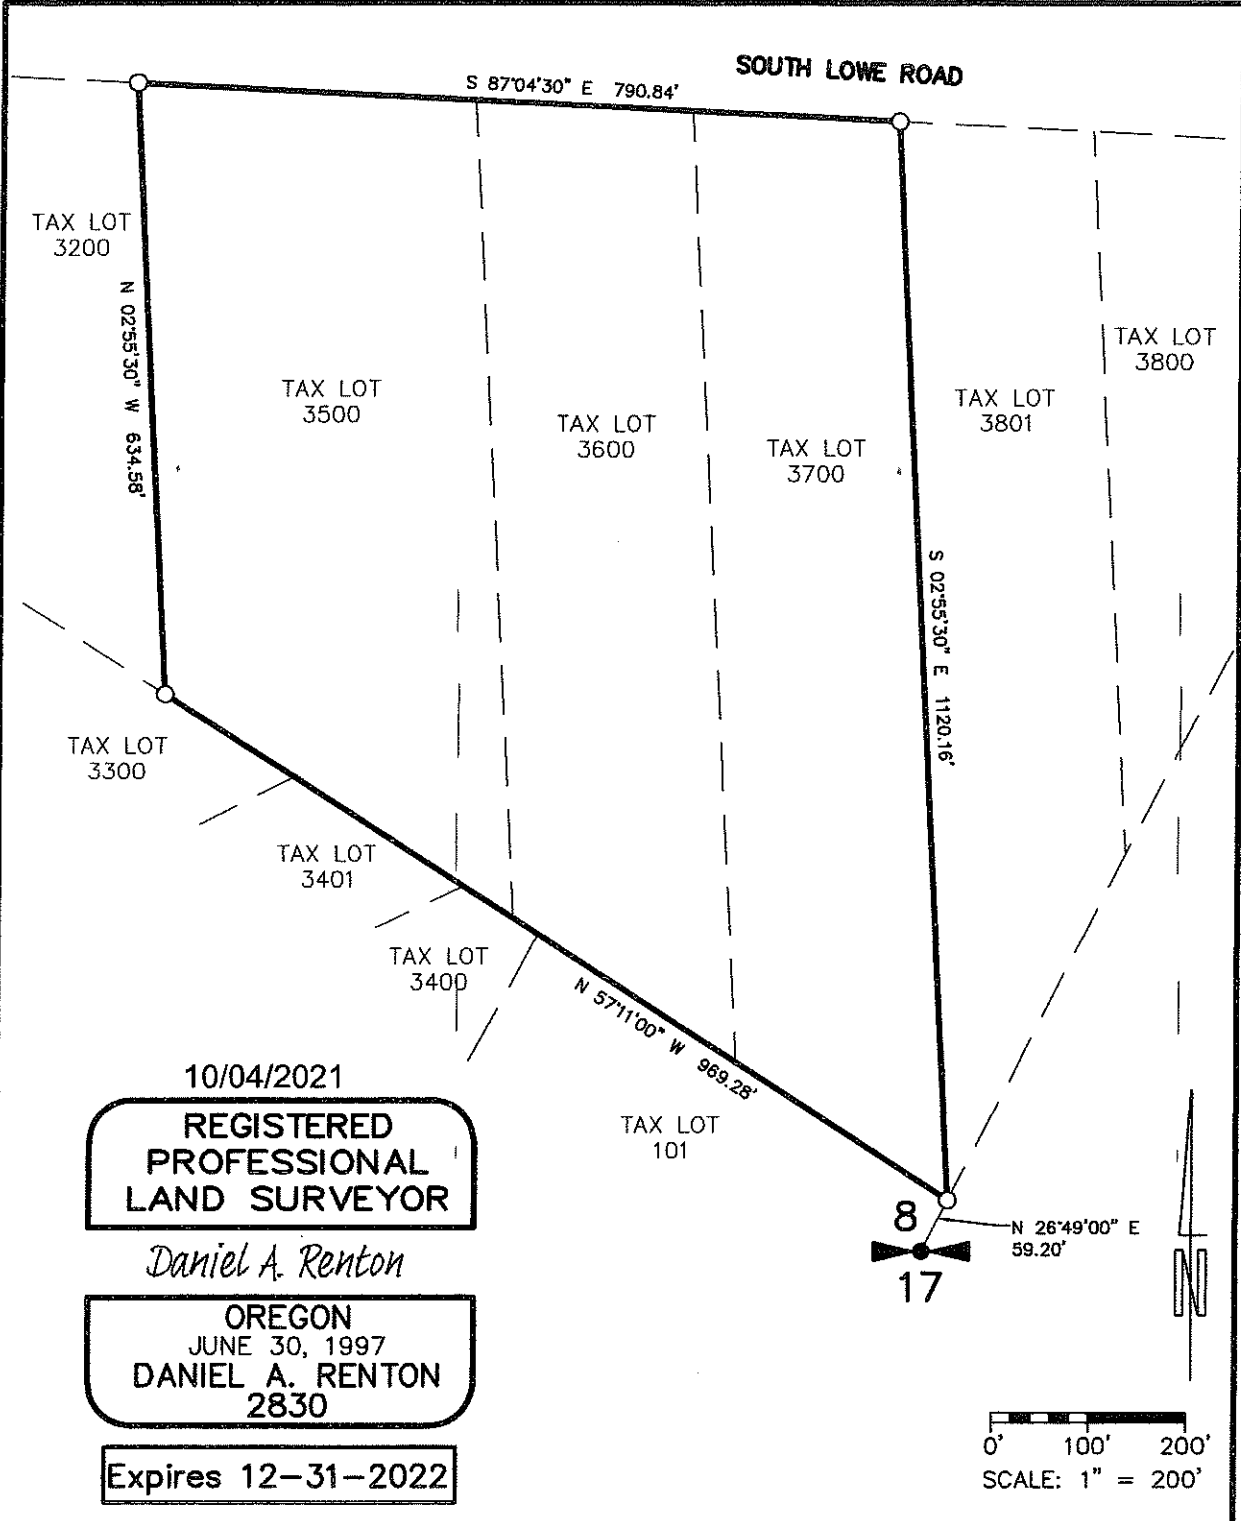 SOUTH LOWE ROAD
S 87°04'30" E 790.84'
TAX LOT
3200
N 02°55'30" W 634.58'
TAX LOT
3500
TAX LOT
3600
TAX LOT
3700
TAX LOT
3801
TAX LOT
3800
S 02°55'30" E 1120.16'
TAX LOT
3300
TAX LOT
3401
TAX LOT
3400
N 57°11'00" W 969.28'
TAX LOT
101
8
17
N 26°49'00" E
59.20'
10/04/2021
REGISTERED
PROFESSIONAL
LAND SURVEYOR
Daniel A. Renton
OREGON
JUNE 30, 1997
DANIEL A. RENTON
2830
Expires 12-31-2022
N
0' 100' 200'
SCALE: 1" = 200'